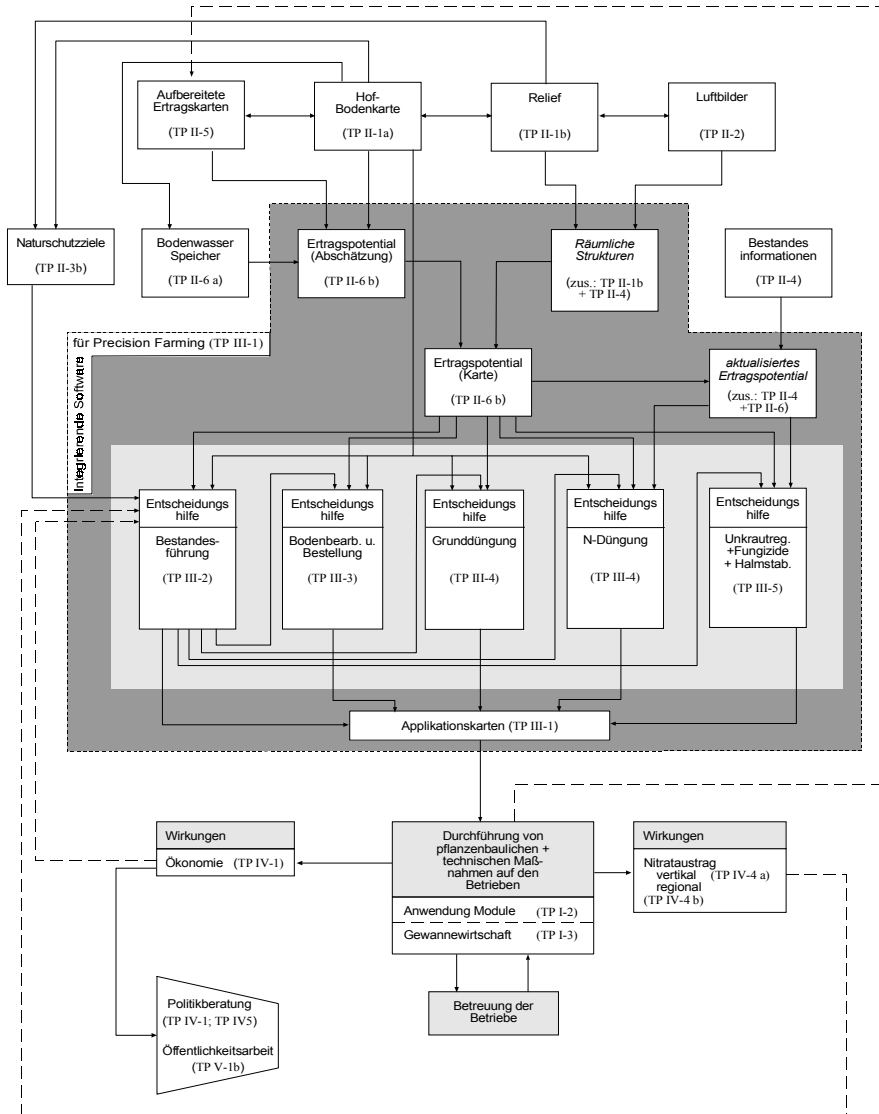 Aufbereitete
Ertragskarten
(TP II-5)
Hof-
Bodenkarte
(TP II-1a)
Relief
(TP II-1b)
Luftbilder
(TP II-2)
Naturschutzziele
(TP II-3b)
Bodenwasser
Speicher
(TP II-6 a)
Ertragspotential
(Abschätzung)
(TP II-6 b)
Räumliche
Strukturen
(zus.: TP II-1b
+ TP II-4)
Bestandes
informationen
(TP II-4)
für Precision Farming (TP III-1)
Integrierende Software
Ertragspotential
(Karte)
(TP II-6 b)
aktualisiertes
Ertragspotential
(zus.: TP II-4
+TP II-6)
Entscheidungs
hilfe
Bestandes-
führung
(TP III-2)
Entscheidungs
hilfe
Bodenbearb. u.
Bestellung
(TP III-3)
Entscheidungs
hilfe
Grunddüngung
(TP III-4)
Entscheidungs
hilfe
N-Düngung
(TP III-4)
Entscheidungs
hilfe
Unkrautreg.
+Fungizide
+ Halmstab.
(TP III-5)
Applikationskarten (TP III-1)
Wirkungen
Ökonomie (TP IV-1)
Durchführung von
pflanzenbaulichen +
technischen Maß-
nahmen auf den
Betrieben
Anwendung Module (TP I-2)
Gewannewirtschaft (TP I-3)
Wirkungen
Nitrataustrag
vertikal (TP IV-4 a)
regional
(TP IV-4 b)
Betreuung der
Betriebe
Politikberatung
(TP IV-1; TP IV5)
Öffentlichkeitsarbeit
(TP V-1b)